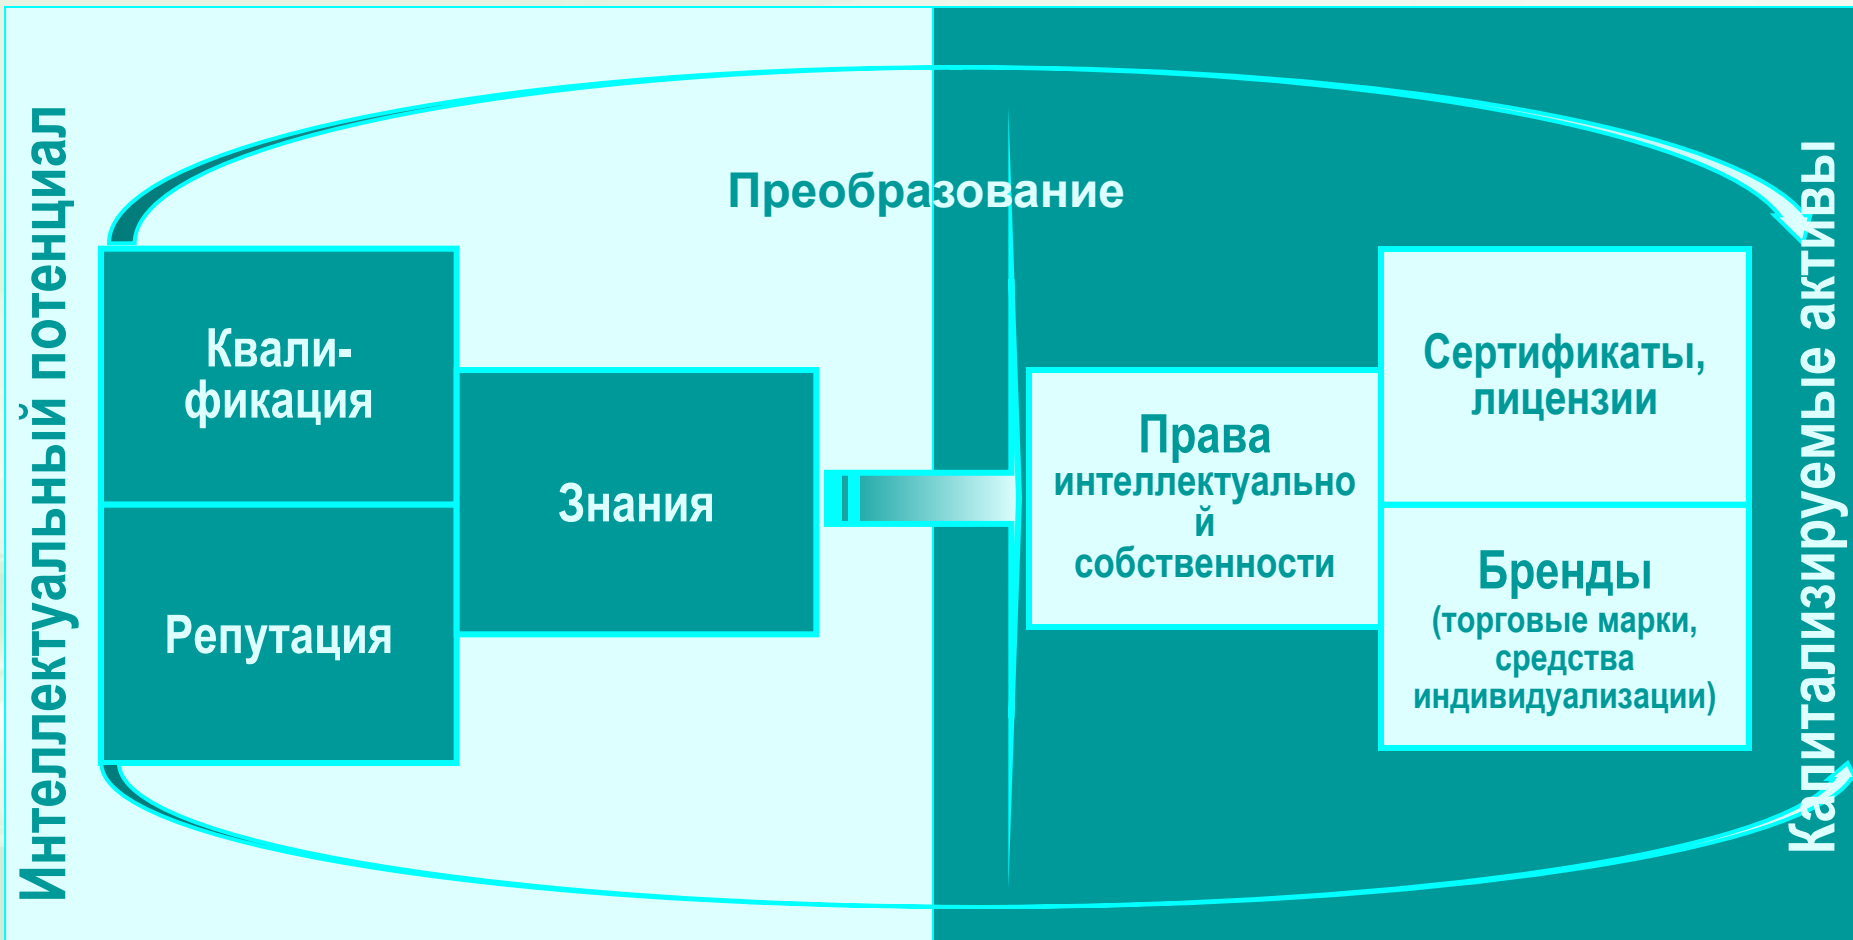 Интеллектуальный потенциал
Преобразование
Квали-
фикация
Репутация
Знания
Права
интеллектуально
й
собственности
Сертификаты,
лицензии
Бренды
(торговые марки,
средства
индивидуализации)
Капитализируемые активы